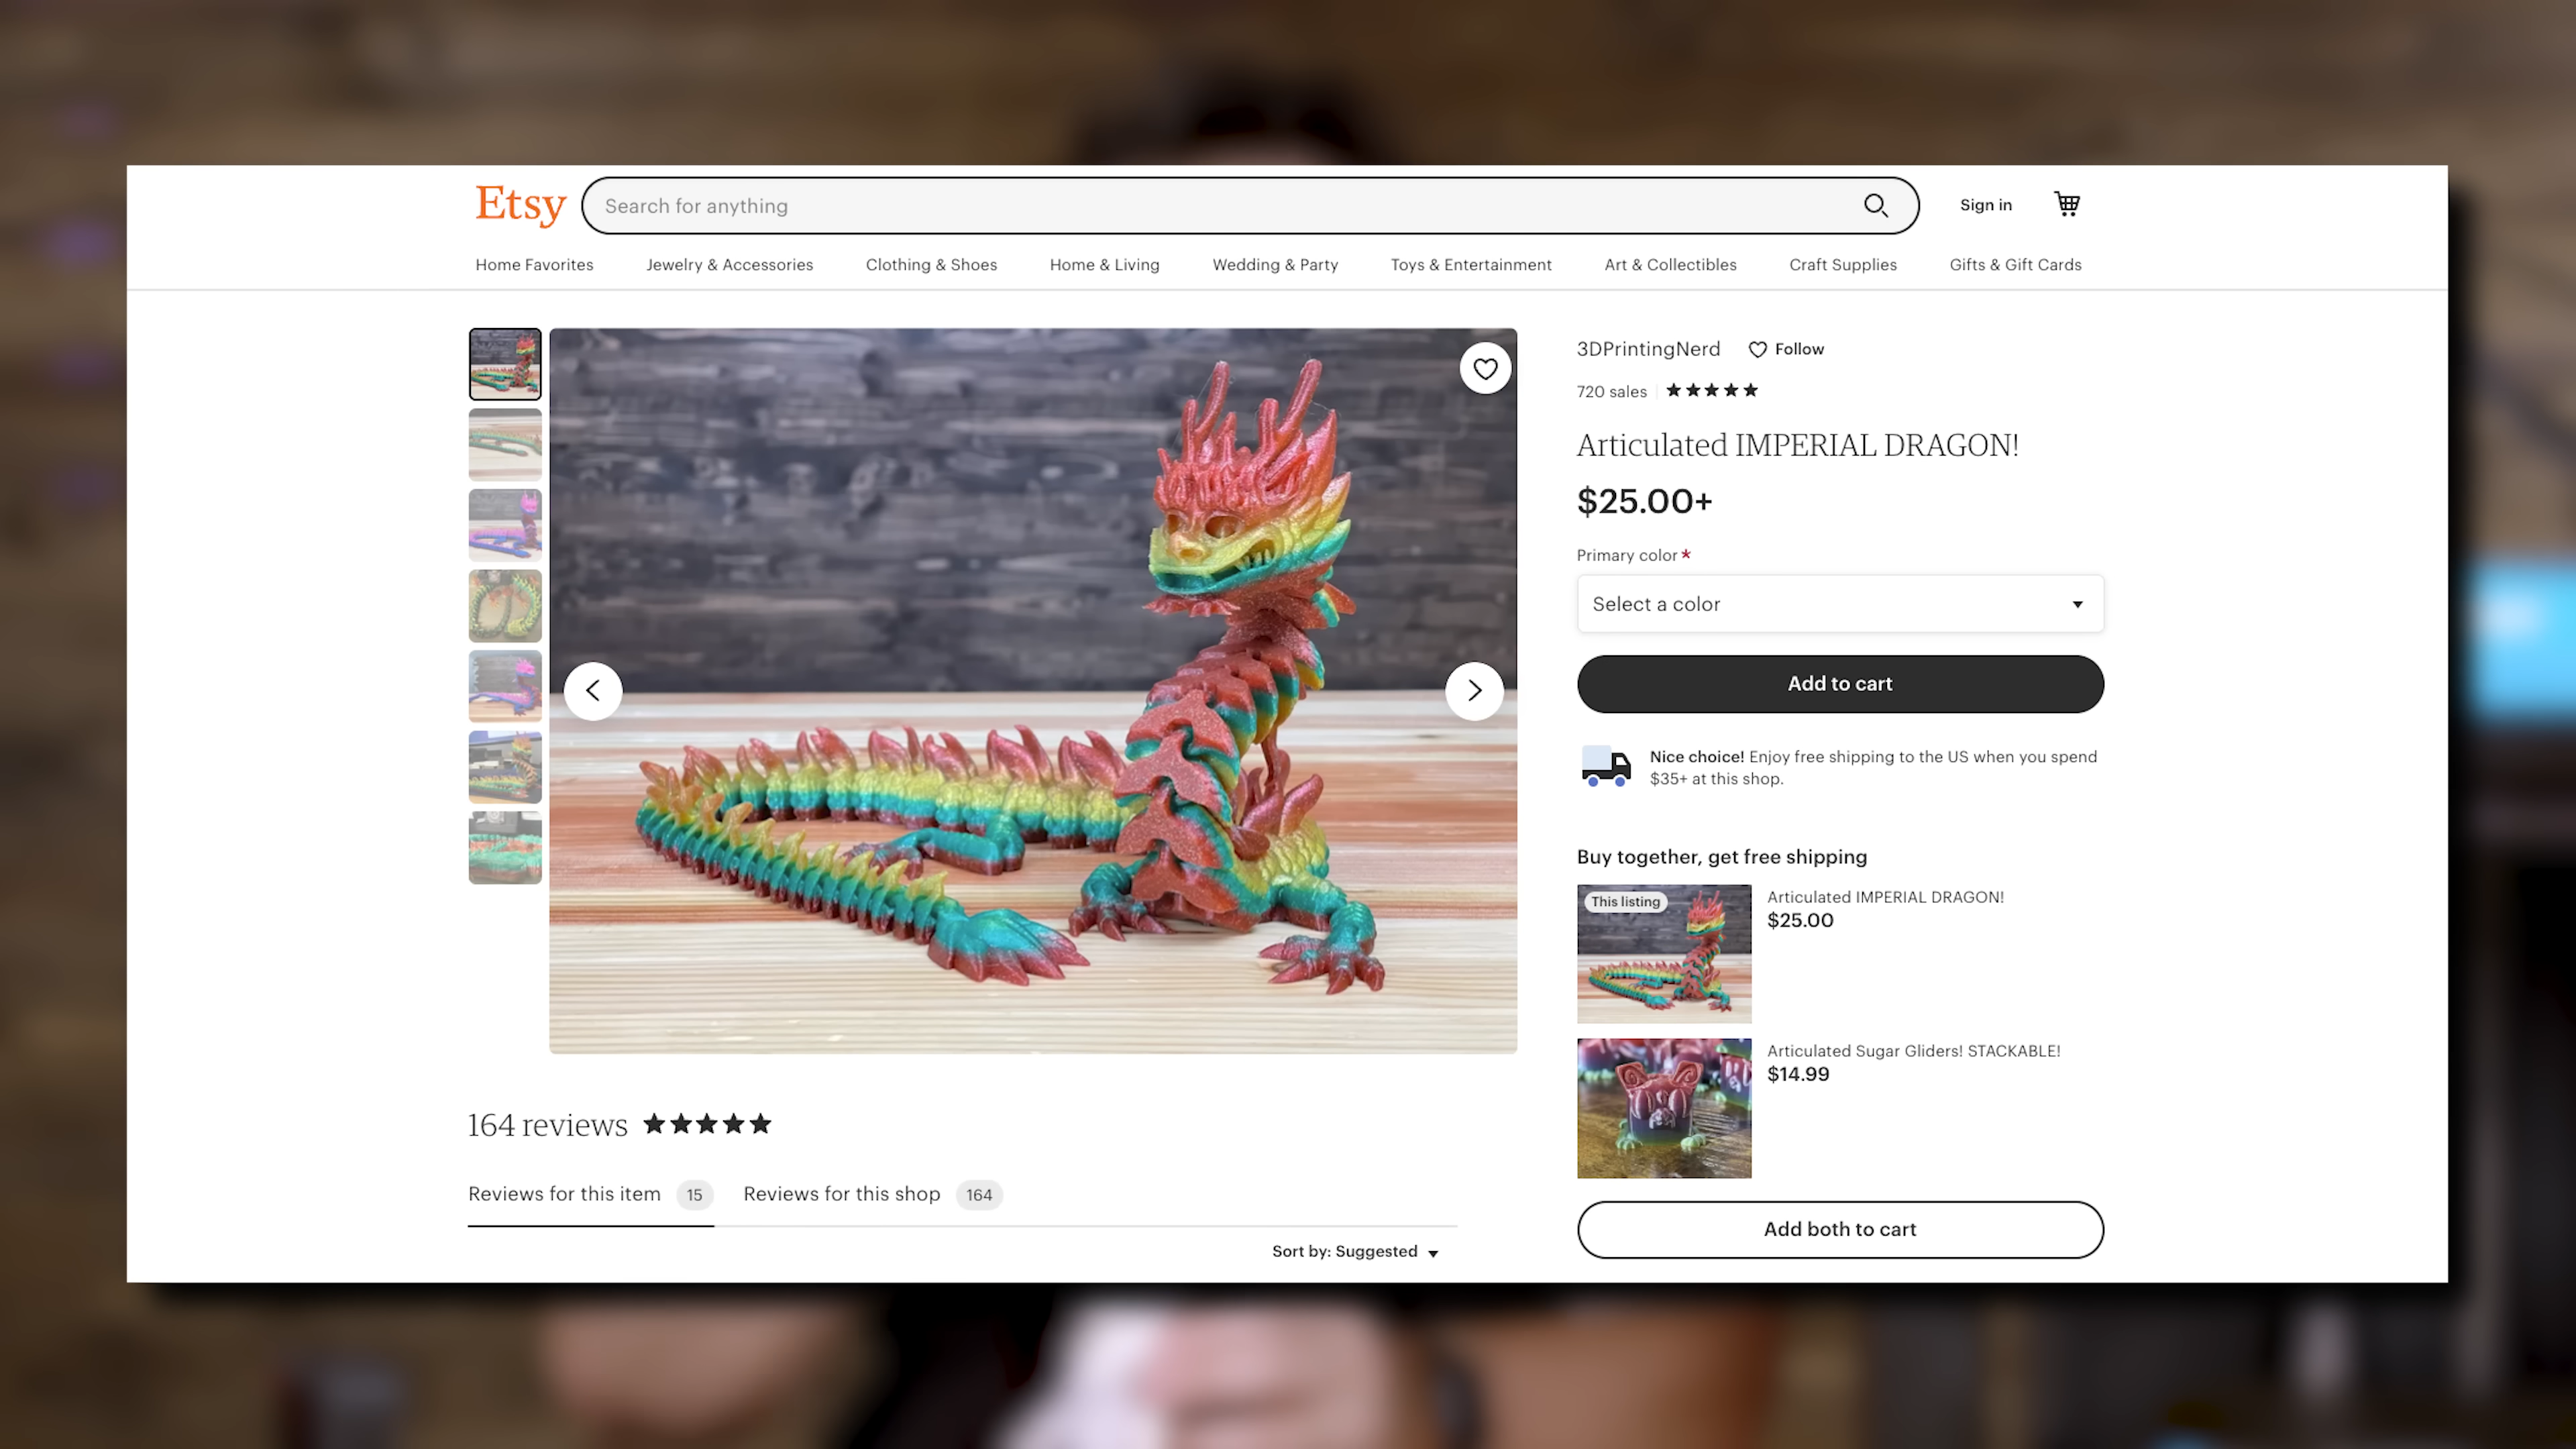 Etsy
Search for anything
Sign in
Home Favorites
Jewelry & Accessories
Clothing & Shoes
Home & Living
Wedding & Party
Toys & Entertainment
Art & Collectibles
Craft Supplies
Gifts & Gift Cards
3DPrintingNerd
Follow
720 sales
Articulated IMPERIAL DRAGON!
$25.00+
Primary color *
Select a color
Add to cart
Nice choice! Enjoy free shipping to the US when you spend
$35+ at this shop.
Buy together, get free shipping
This listing
Articulated IMPERIAL DRAGON!
$25.00
Articulated Sugar Gliders! STACKABLE!
$14.99
Add both to cart
164 reviews
Reviews for this item 15
Reviews for this shop 164
Sort by: Suggested